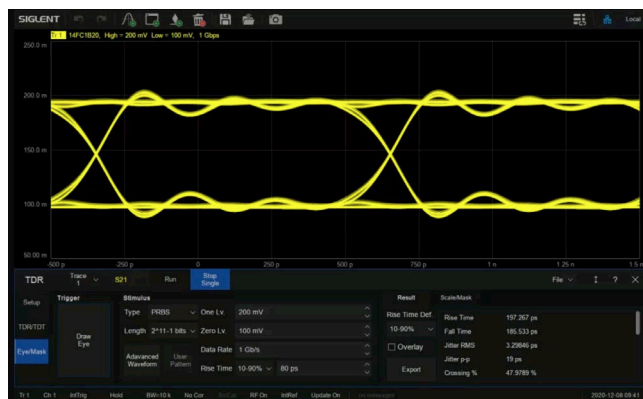 SIGLENT
Local
Tr 1 14FC1B20, High = 200 mV Low = 100 mV, 1 Gbps
250.0 m
200.0 m
150.0 m
100.0 m
50.00 m
-500 p -250 p 0 250 p 500 p 750 p 1 n 1.25 n 1.5 n
TDR Trace 1 S21 Run Stop Single File ? X
Setup
TDR/TDT
Eye/Mask
Trigger
Draw Eye
Stimulus
Type PRBS One Lv. 200 mV
Length 2^11-1 bits Zero Lv. 100 mV
Adavanced Waveform User Pattern Data Rate 1 Gb/s
Rise Time 10-90% 80 ps
Result Scale/Mask
Rise Time Def.
10-90%
Overlay
Export
Rise Time 197.267 ps
Fall Time 185.533 ps
Jitter RMS 3.29846 ps
Jitter p-p 19 ps
Crossing % 47.9789 %
Tr 1 Ch 1 IntTrig Hold BW=10 k No Cor SrcCal RF On IntRef Update On no messages 2020-12-08 09:41